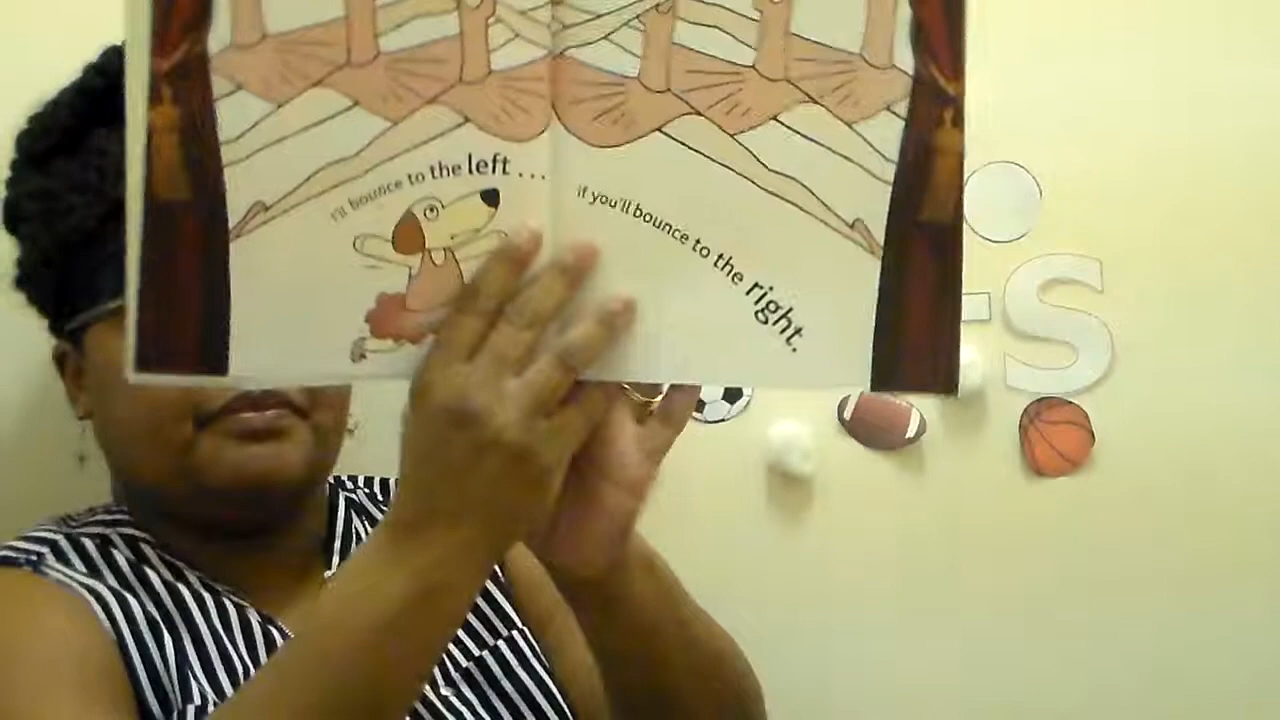 I'll bounce to the left...
if you'll bounce to the right.
S